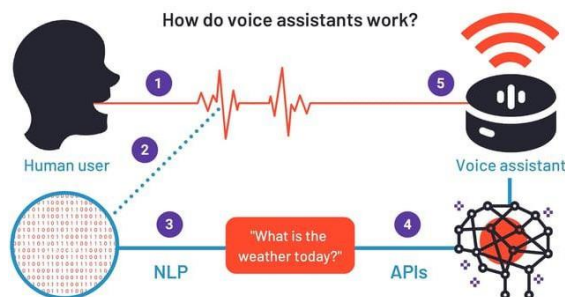 How do voice assistants work?
1
5
2
Human user
Voice assistant
3
"What is the
weather today?"
4
NLP
APIs